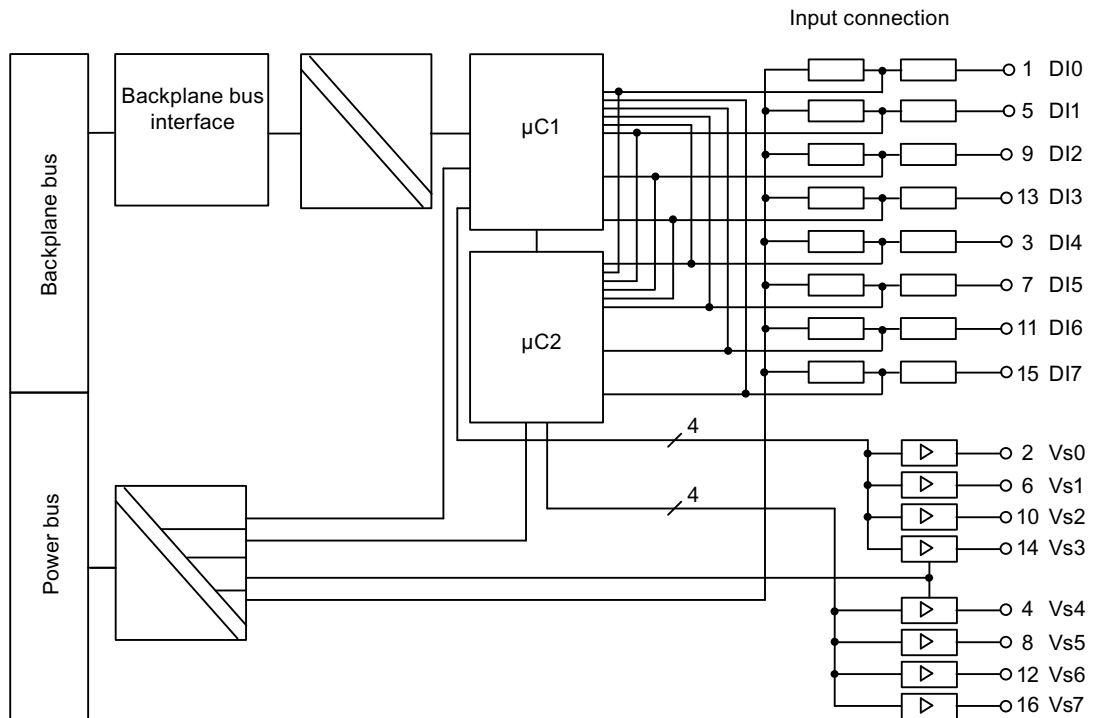 Input connection
Backplane bus
Backplane bus
interface
µC1
µC2
Power bus
1 DI0
5 DI1
9 DI2
13 DI3
3 DI4
7 DI5
11 DI6
15 DI7
4
4
2 Vs0
6 Vs1
10 Vs2
14 Vs3
4 Vs4
8 Vs5
12 Vs6
16 Vs7